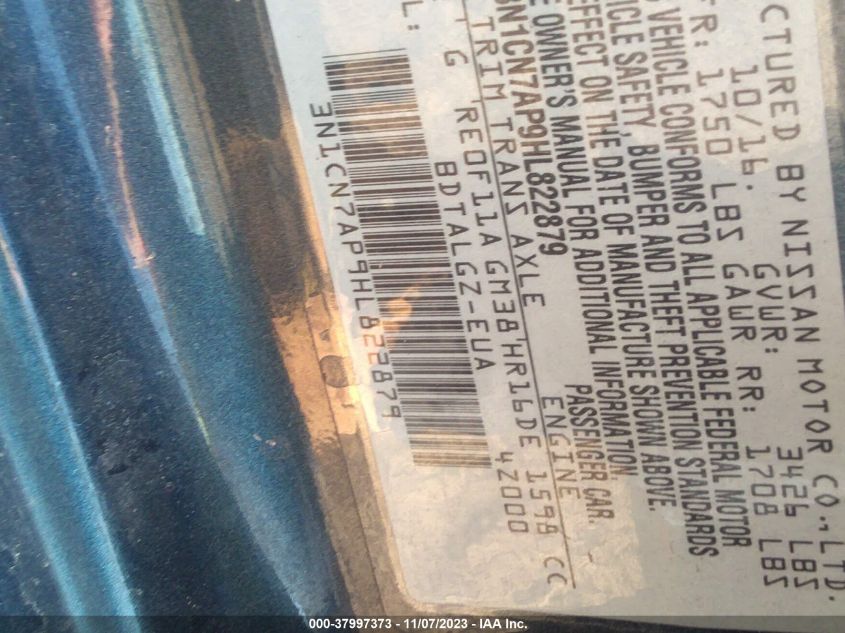 CTURED BY NISSAN MOTOR CO., LTD.
10/16. GVWR: 3426 LBS
TR: 1750 LBS GAWR RR: 1708 LBS
VEHICLE CONFORMS TO ALL APPLICABLE FEDERAL MOTOR
ICLE SAFETY, BUMPER AND THEFT PREVENTION STANDARDS
EFFECT ON THE DATE OF MANUFACTURE SHOWN ABOVE.
E OWNER'S MANUAL FOR ADDITIONAL INFORMATION
3N1CN7AP9HL822879 PASSENGER CAR.
TRIM TRANS AXLE ENGINE
G RE0F11A GM38 HR16DE 1598 CC
L: BDTALGZ-EUA 4Z000
3N1CN7AP9HL822879
000-37997373 - 11/07/2023 - IAA Inc.